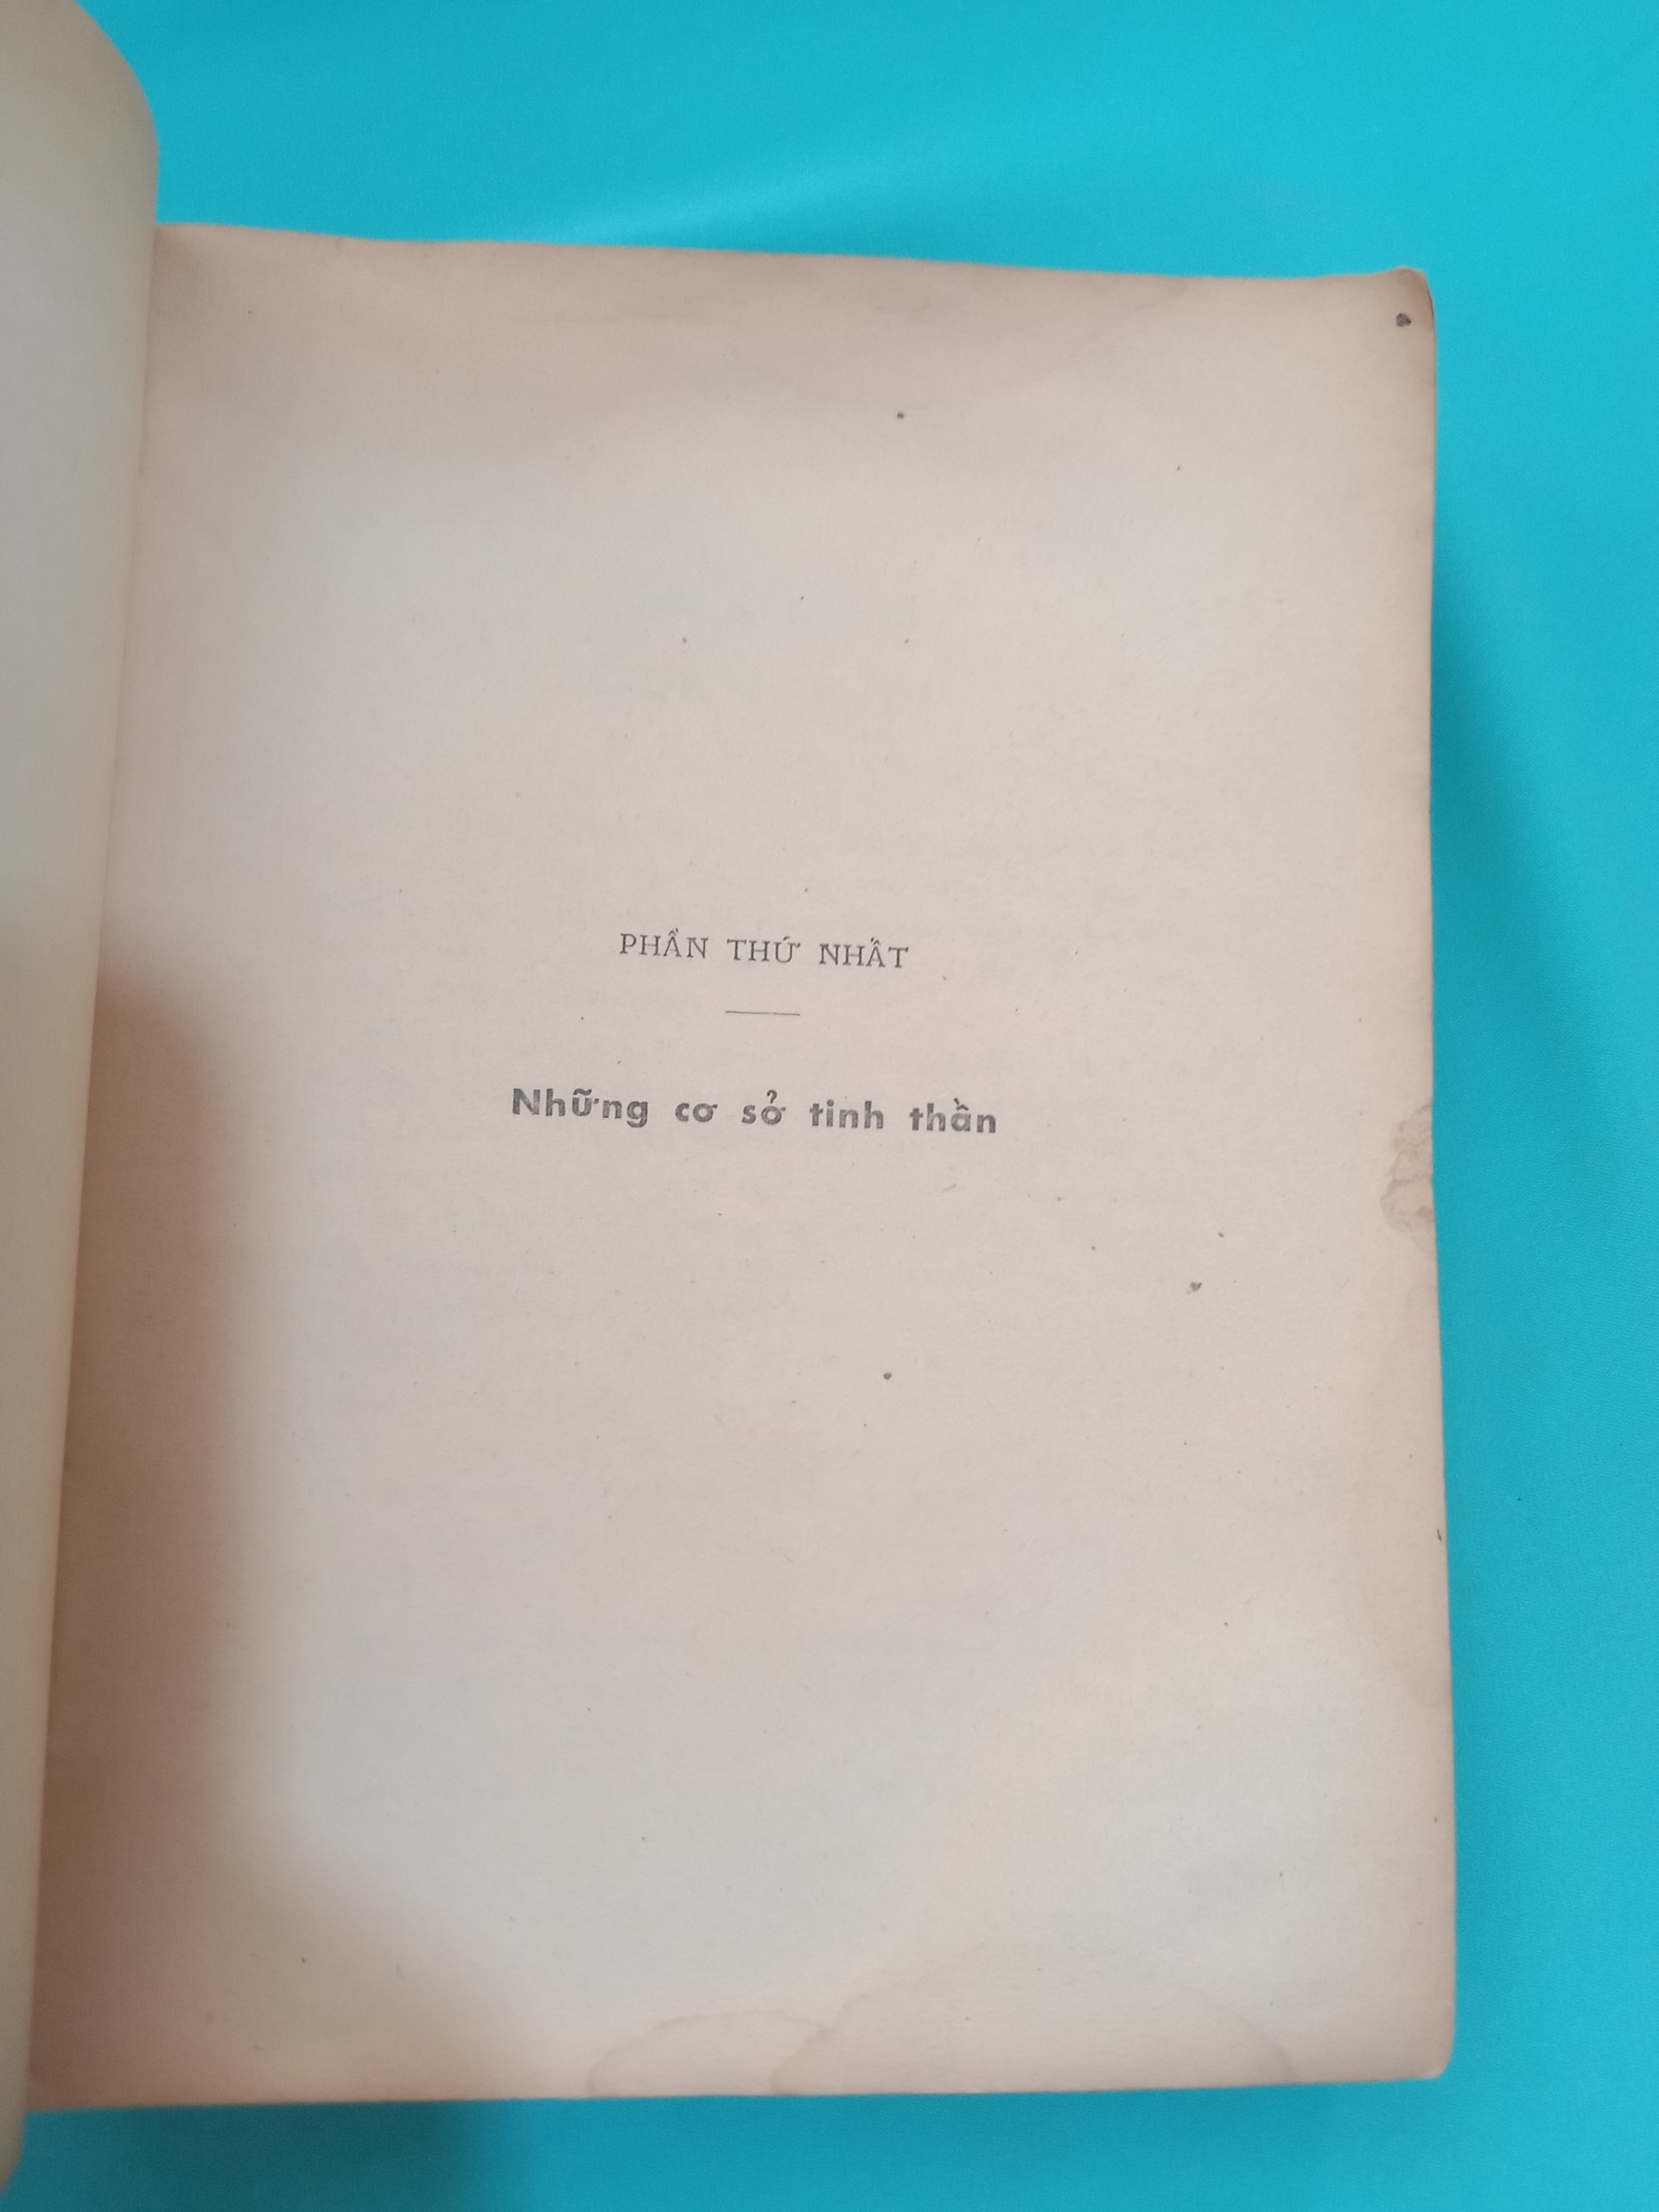 PHẦN THỨ NHẤT
Những cơ sở tinh thần